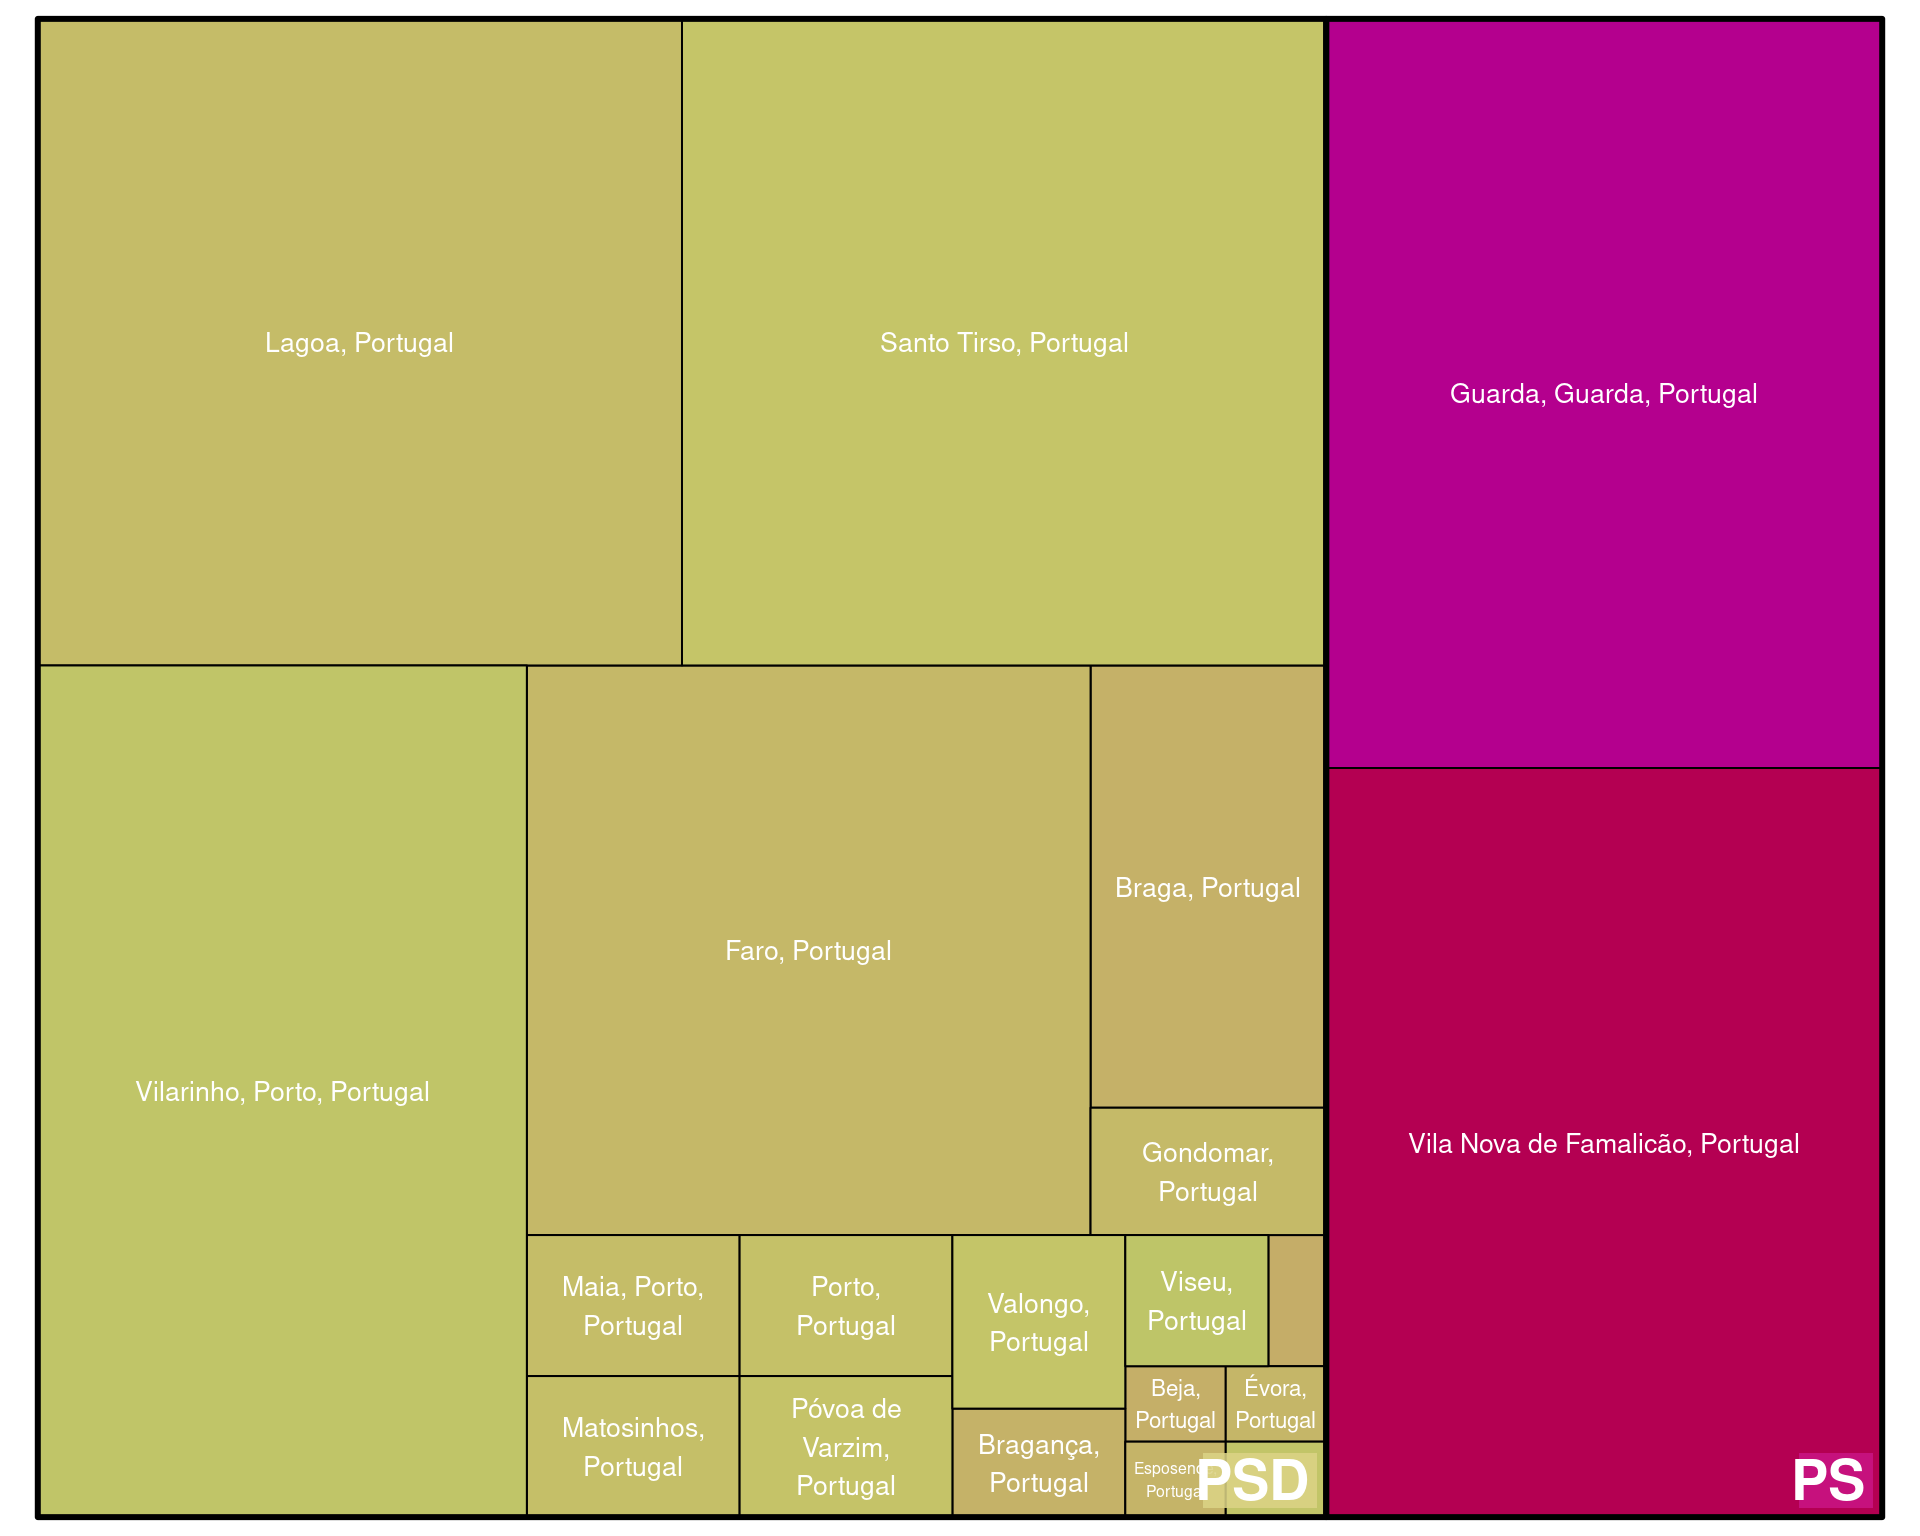 Lagoa, Portugal
Santo Tirso, Portugal
Guarda, Guarda, Portugal
Braga, Portugal
Faro, Portugal
Vilarinho, Porto, Portugal
Vila Nova de Famalicão, Portugal
Gondomar,
Portugal
Maia, Porto,
Portugal
Porto,
Portugal
Valongo,
Portugal
Viseu,
Portugal
Beja,
Portugal
Évora,
Portugal
Matosinhos,
Portugal
Póvoa de
Varzim,
Portugal
Bragança,
Portugal
Portugal
PSD
PS